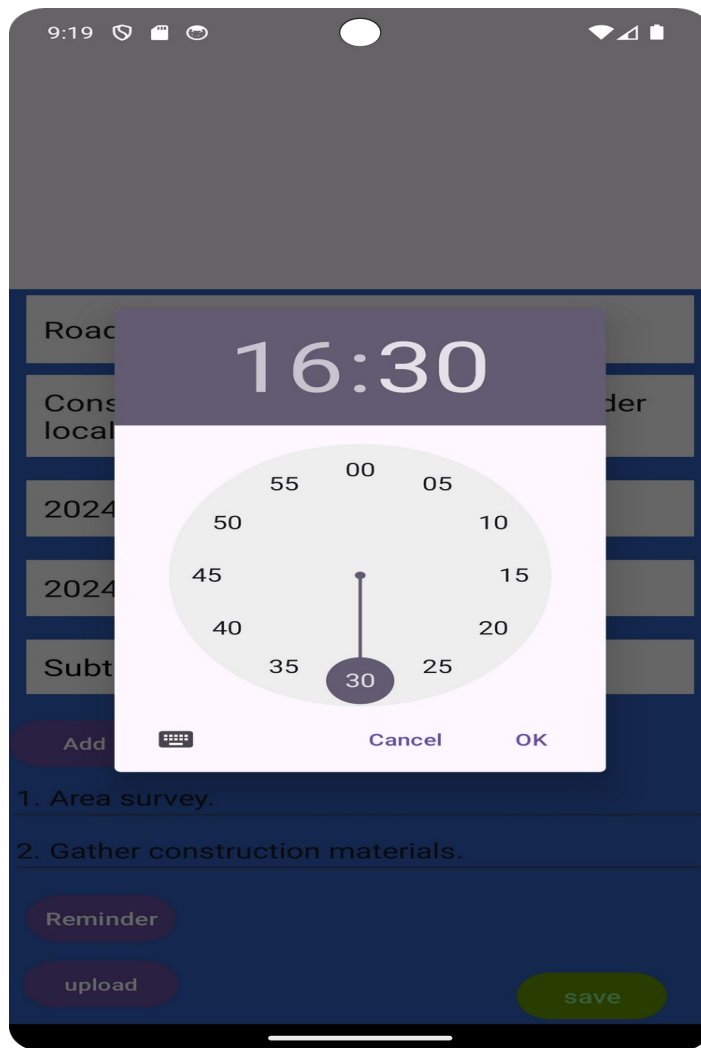 9:19
Road
16:30
Cons
der
local
00
55
05
50
10
2024
45
15
2024
40
20
35
25
30
Subt
Add
Cancel
OK
1. Area survey.
2. Gather construction materials.
Reminder
upload
save